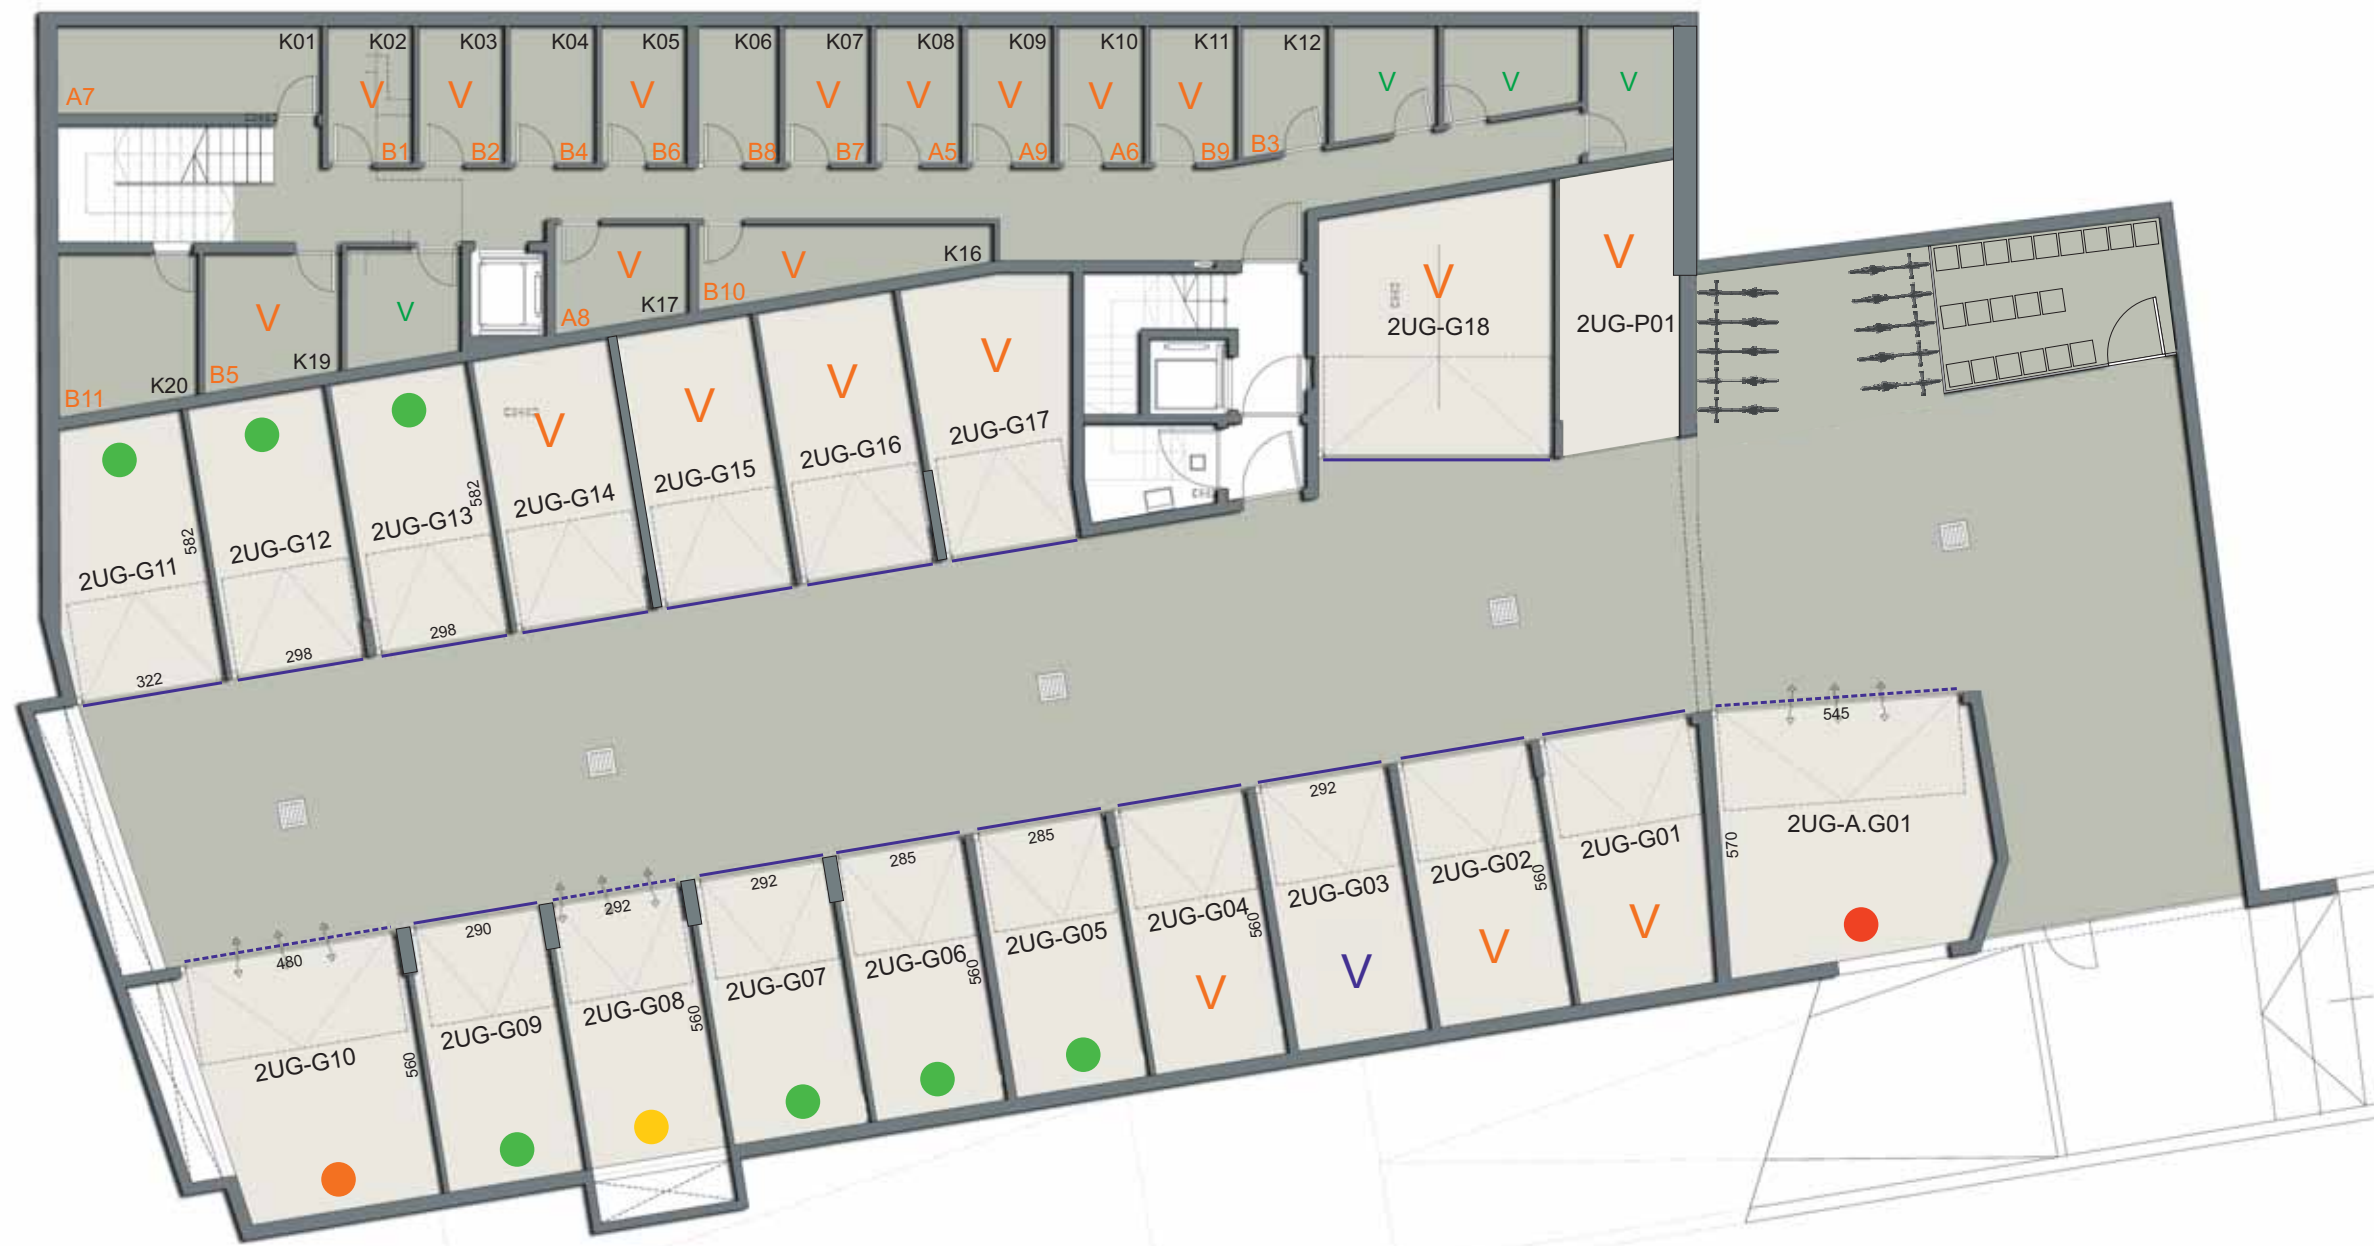 K01 K02 K03 K04 K05 K06 K07 K08 K09 K10 K11 K12
V V V V V V V V V V V
A7
B1 B2 B4 B6 B8 B7 A5 A9 A6 B9 B3
V V V V
V V V
K16
K17
B10
A8
K19
B5
K20
B11
V V V V
V V
2UG-G18
2UG-P01
2UG-G11
2UG-G12
2UG-G13
2UG-G14
2UG-G15
2UG-G16
2UG-G17
582
582
322
298
298
545
2UG-A.G01
570
2UG-G01
560
2UG-G02
292
2UG-G03
560
2UG-G04
285
2UG-G05
285
560
2UG-G06
292
2UG-G07
292
560
2UG-G08
290
2UG-G09
480
560
2UG-G10
V V V V